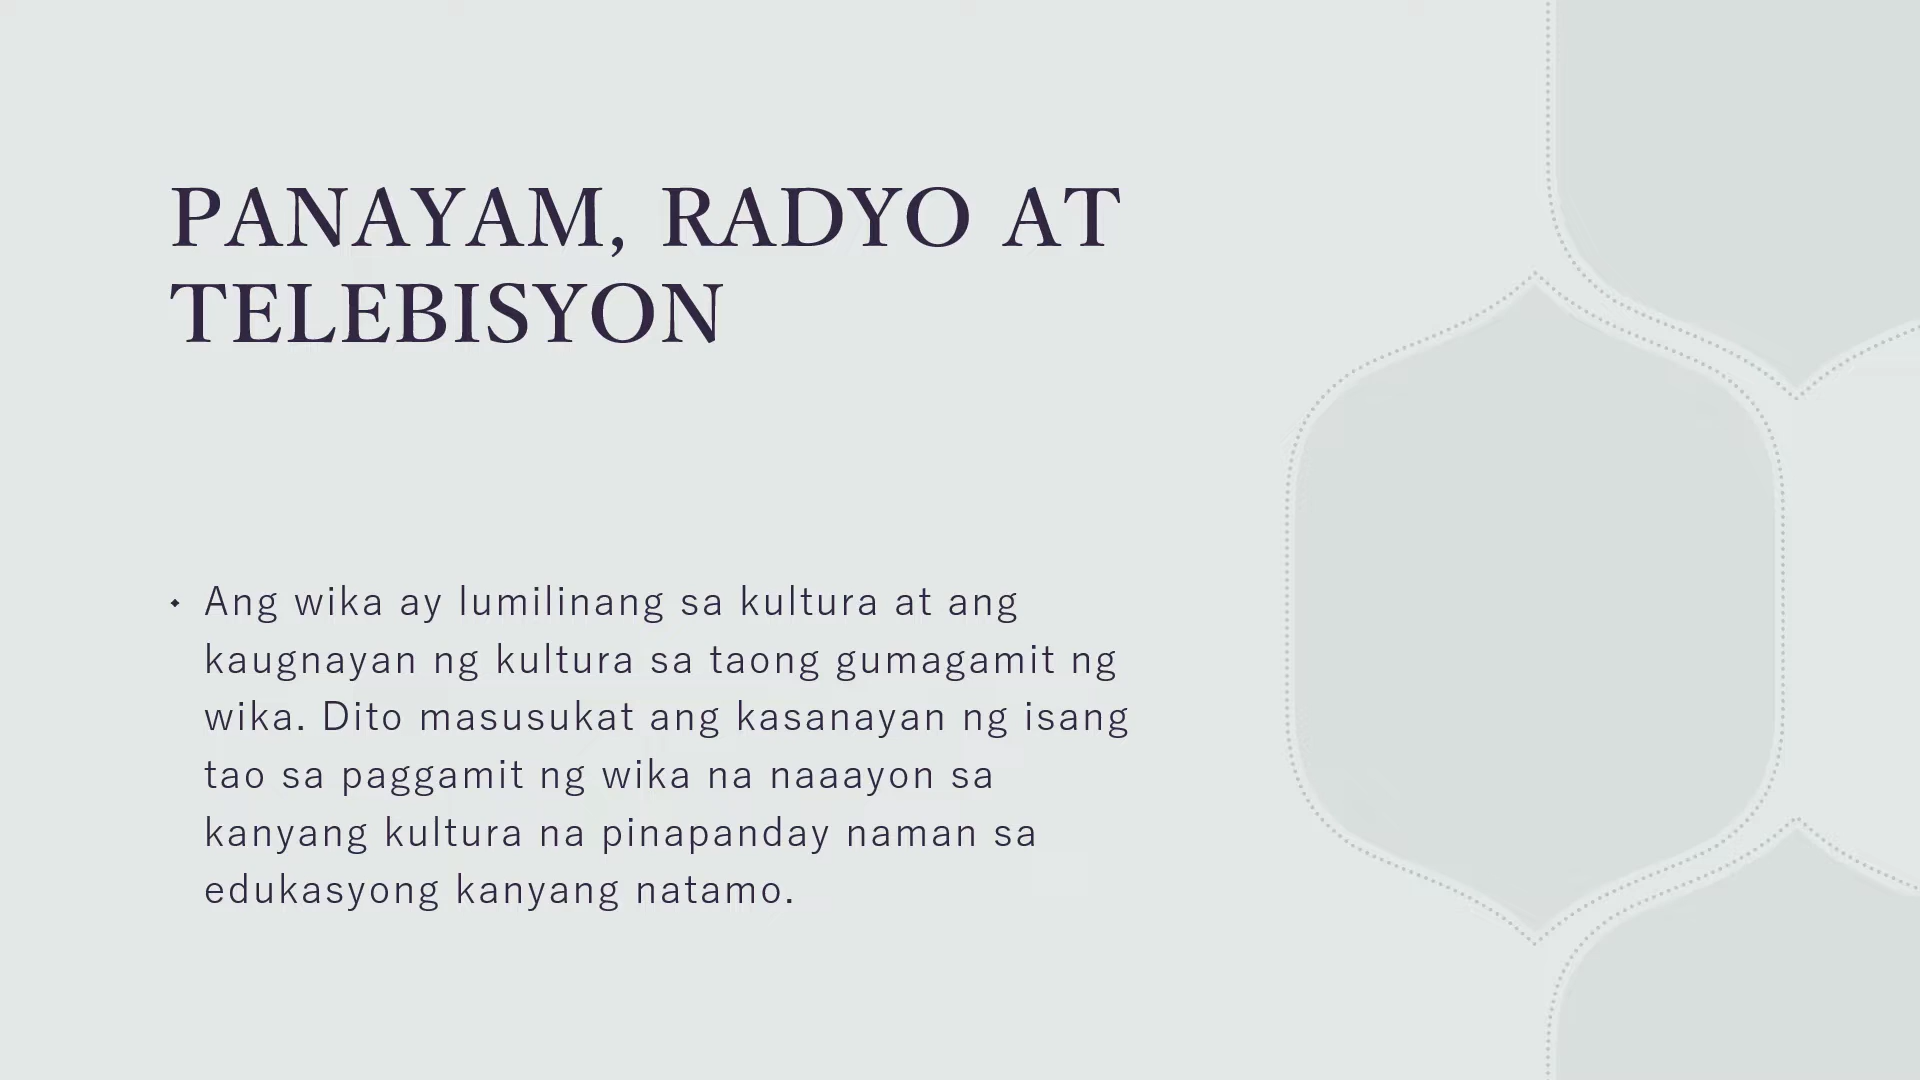 PANAYAM, RADYO AT
TELEBISYON
Ang wika ay lumilinang sa kultura at ang
kaugnayan ng kultura sa taong gumagamit ng
wika. Dito masusukat ang kasanayan ng isang
tao sa paggamit ng wika na naaayon sa
kanyang kultura na pinapanday naman sa
edukasyong kanyang natamo.